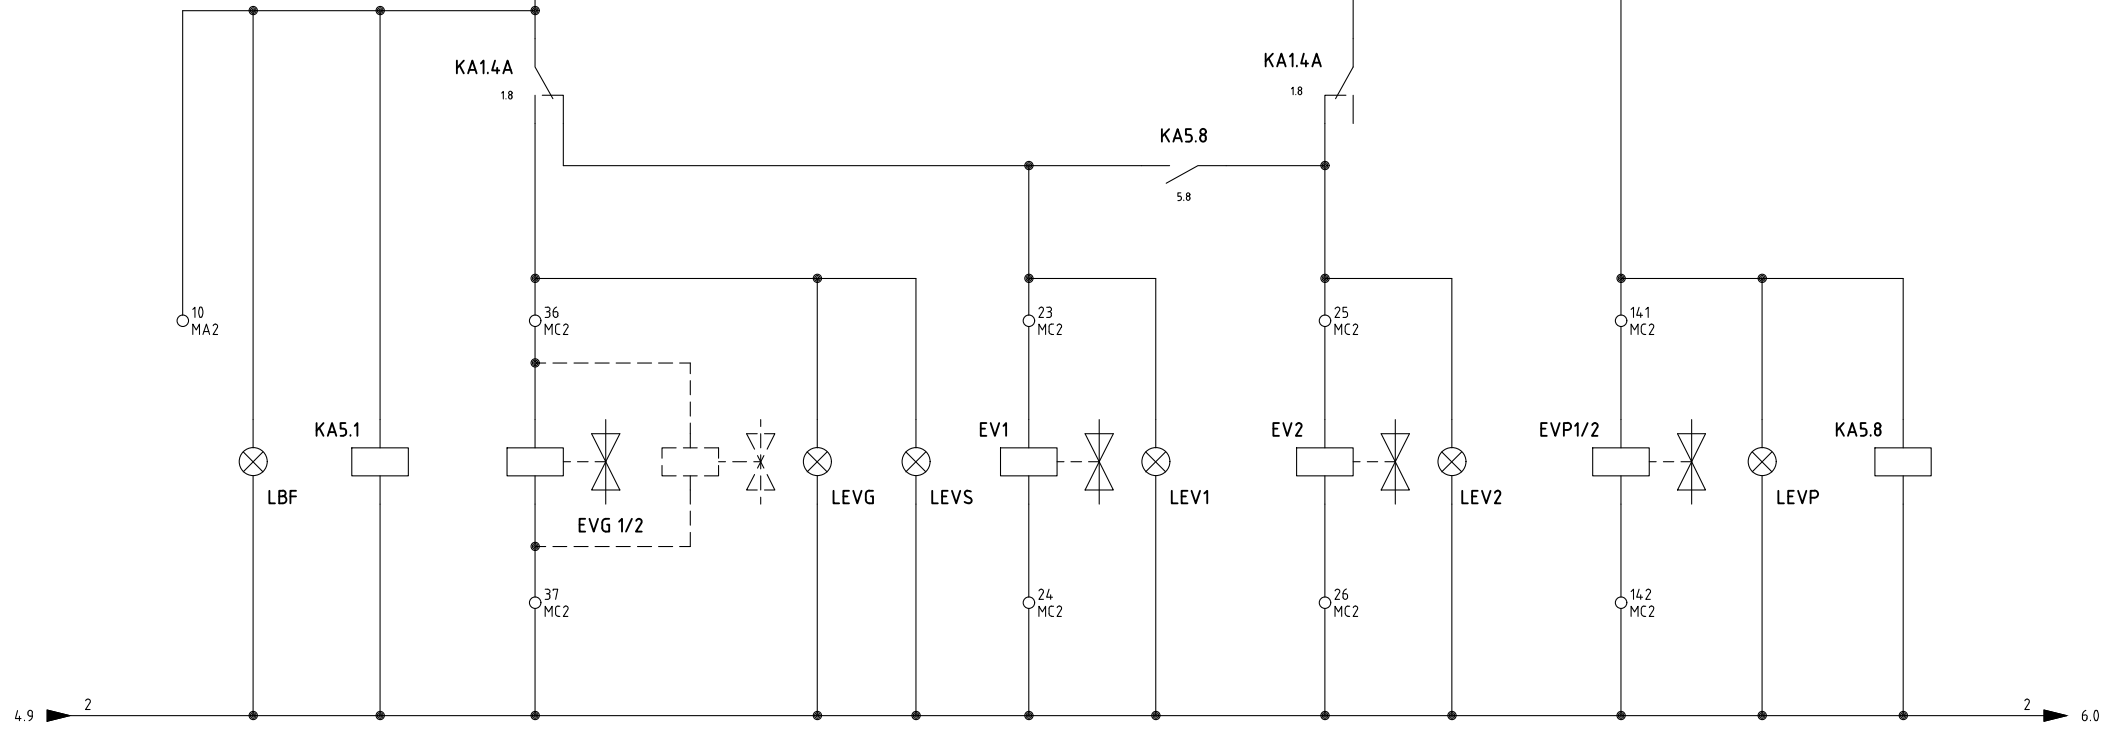 KA1.4A
1.8
KA1.4A
1.8
KA5.8
5.8
10
MA2
36
MC2
23
MC2
25
MC2
141
MC2
KA5.1
EV1
EV2
EVP1/2
KA5.8
LBF
LEVG
LEVS
LEV1
LEV2
LEVP
EVG 1/2
37
MC2
24
MC2
26
MC2
142
MC2
4.9
2
2
6.0